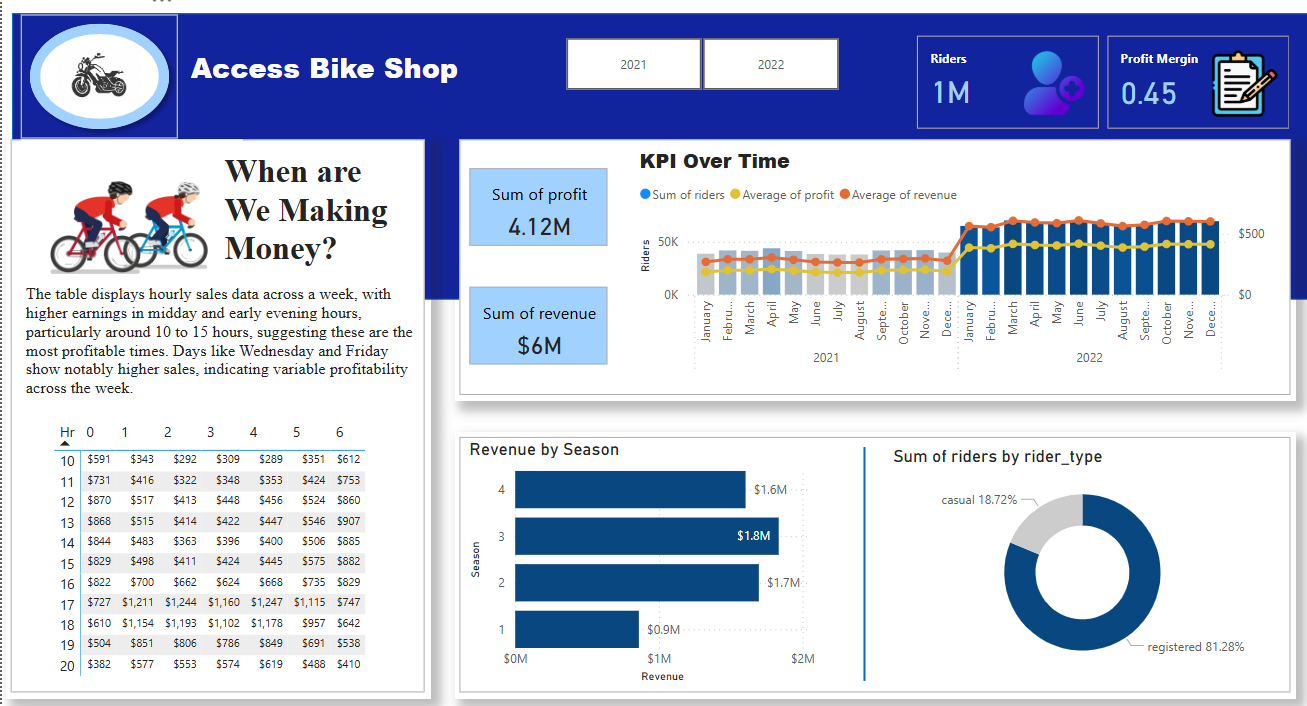 Access Bike Shop
2021
2022
Riders
1M
Profit Mergin
0.45
When are
We Making
Money?
The table displays hourly sales data across a week, with
higher earnings in midday and early evening hours,
particularly around 10 to 15 hours, suggesting these are the
most profitable times. Days like Wednesday and Friday
show notably higher sales, indicating variable profitability
across the week.
Hr 0 1 2 3 4 5 6
10 $591 $343 $292 $309 $289 $351 $612
11 $731 $416 $322 $348 $353 $424 $753
12 $870 $517 $413 $448 $456 $524 $860
13 $868 $515 $414 $422 $447 $546 $907
14 $844 $483 $363 $396 $400 $506 $885
15 $829 $498 $411 $424 $445 $575 $882
16 $822 $700 $662 $624 $668 $735 $829
17 $727 $1,211 $1,244 $1,160 $1,247 $1,115 $747
18 $610 $1,154 $1,193 $1,102 $1,178 $957 $642
19 $504 $851 $806 $786 $849 $691 $538
20 $382 $577 $553 $574 $619 $488 $410
Sum of profit
4.12M
Sum of revenue
$6M
KPI Over Time
Sum of riders Average of profit Average of revenue
Riders
50K
0K
$500
$0
January Febru... March April May June July August Septe... October Nove... Dece... January Febru... March April May June July August Septe... October Nove... Dece...
2021 2022
Revenue by Season
Season
4 $1.6M
3 $1.8M
2 $1.7M
1 $0.9M
$0M $1M $2M
Revenue
Sum of riders by rider_type
casual 18.72%
registered 81.28%